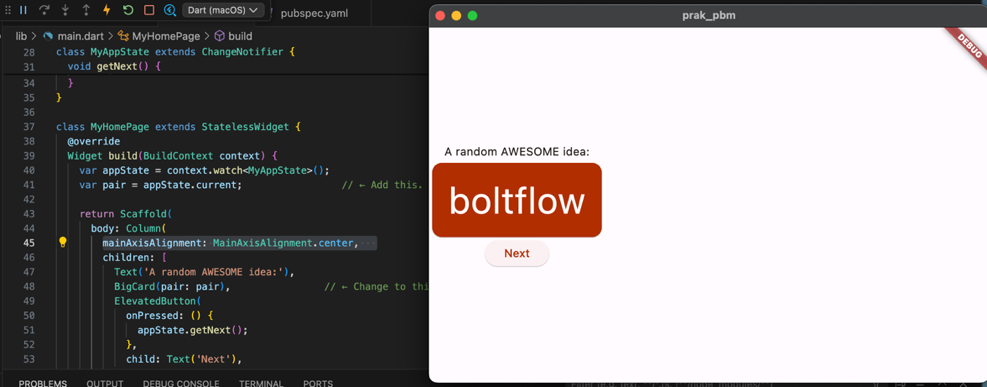 Dart (macOS)
pubspec.yaml
lib > main.dart > MyHomePage > build
28 class MyAppState extends ChangeNotifier {
31 void getNext() {
34 }
35 }
36
37 class MyHomePage extends StatelessWidget {
38 @override
39 Widget build(BuildContext context) {
40 var appState = context.watch<MyAppState>();
41 var pair = appState.current; // ← Add this.
42
43 return Scaffold(
44 body: Column(
45 mainAxisAlignment: MainAxisAlignment.center,
46 children: [
47 Text('A random AWESOME idea:'),
48 BigCard(pair: pair), // ← Change to thi
49 ElevatedButton(
50 onPressed: () {
51 appState.getNext();
52 },
53 child: Text('Next'),
PROBLEMS OUTPUT DEBUG CONSOLE TERMINAL PORTS
prak_pbm
DEBUG
A random AWESOME idea:
boltflow
Next